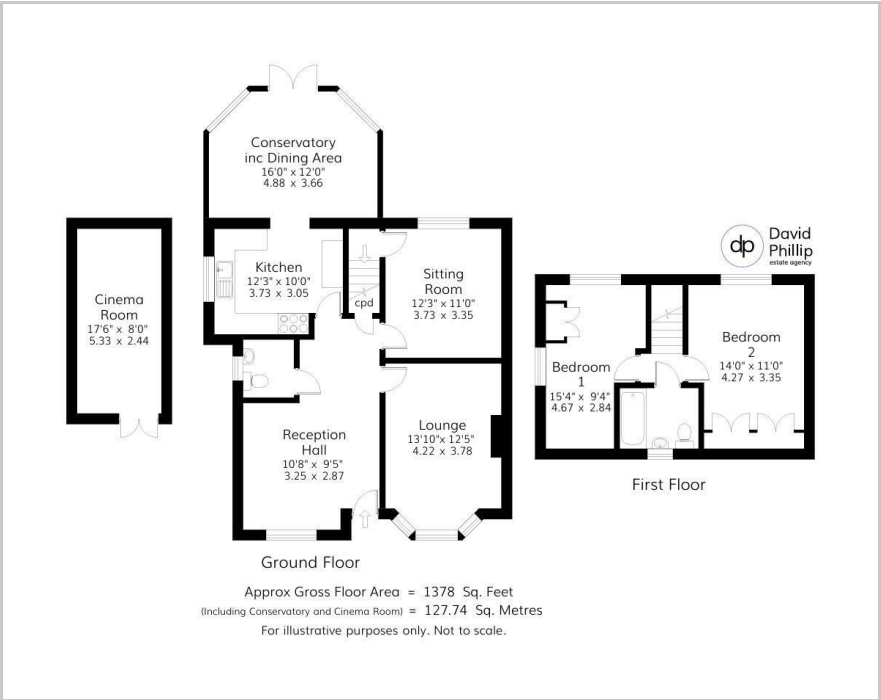 Conservatory
inc Dining Area
16'0" x 12'0"
4.88 x 3.66
Kitchen
12'3" x 10'0"
3.73 x 3.05
cpd
Sitting
Room
12'3" x 11'0"
3.73 x 3.35
Cinema
Room
17'6" x 8'0"
5.33 x 2.44
Reception
Hall
10'8" x 9'5"
3.25 x 2.87
Lounge
13'10"x 12'5"
4.22 x 3.78
Ground Floor
dp
David
Phillip
estate agency
Bedroom
1
15'4" x 9'4"
4.67 x 2.84
Bedroom
2
14'0" x 11'0"
4.27 x 3.35
First Floor
Approx Gross Floor Area = 1378 Sq. Feet
(Including Conservatory and Cinema Room) = 127.74 Sq. Metres
For illustrative purposes only. Not to scale.